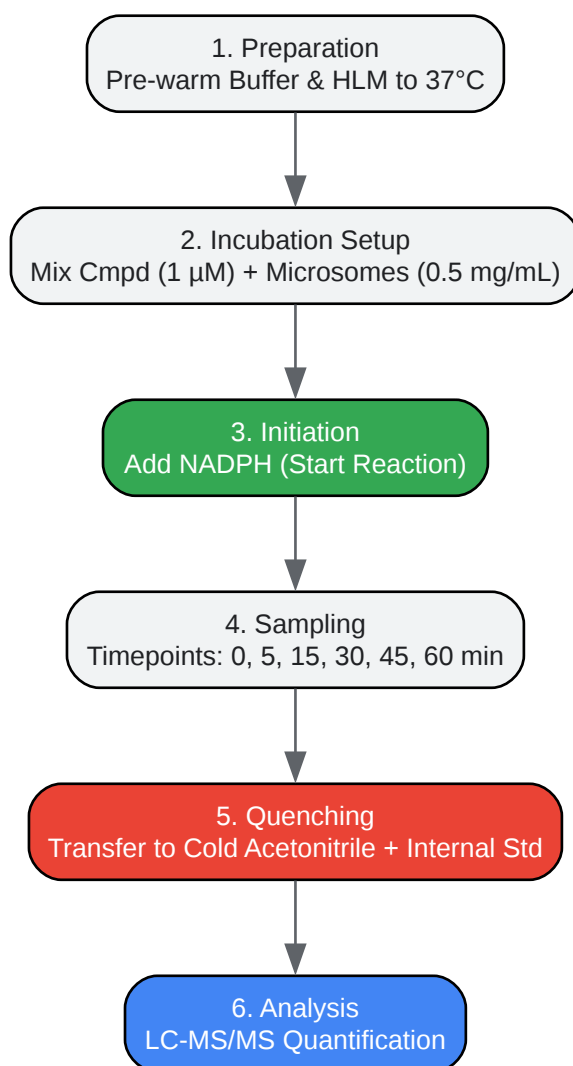 1. Preparation
Pre-warm Buffer & HLM to 37°C
2. Incubation Setup
Mix Cmpd (1 µM) + Microsomes (0.5 mg/mL)
3. Initiation
Add NADPH (Start Reaction)
4. Sampling
Timepoints: 0, 5, 15, 30, 45, 60 min
5. Quenching
Transfer to Cold Acetonitrile + Internal Std
6. Analysis
LC-MS/MS Quantification